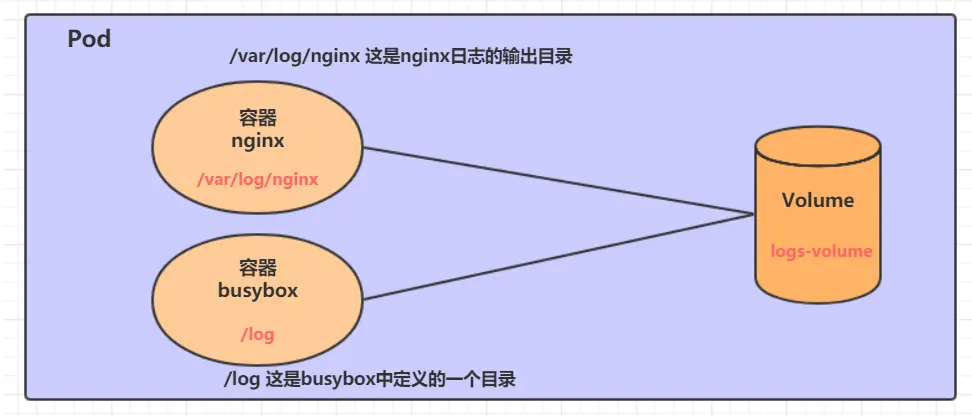 Pod
/var/log/nginx 这是nginx日志的输出目录
容器
nginx
/var/log/nginx
Volume
logs-volume
容器
busybox
/log
/log 这是busybox中定义的一个目录